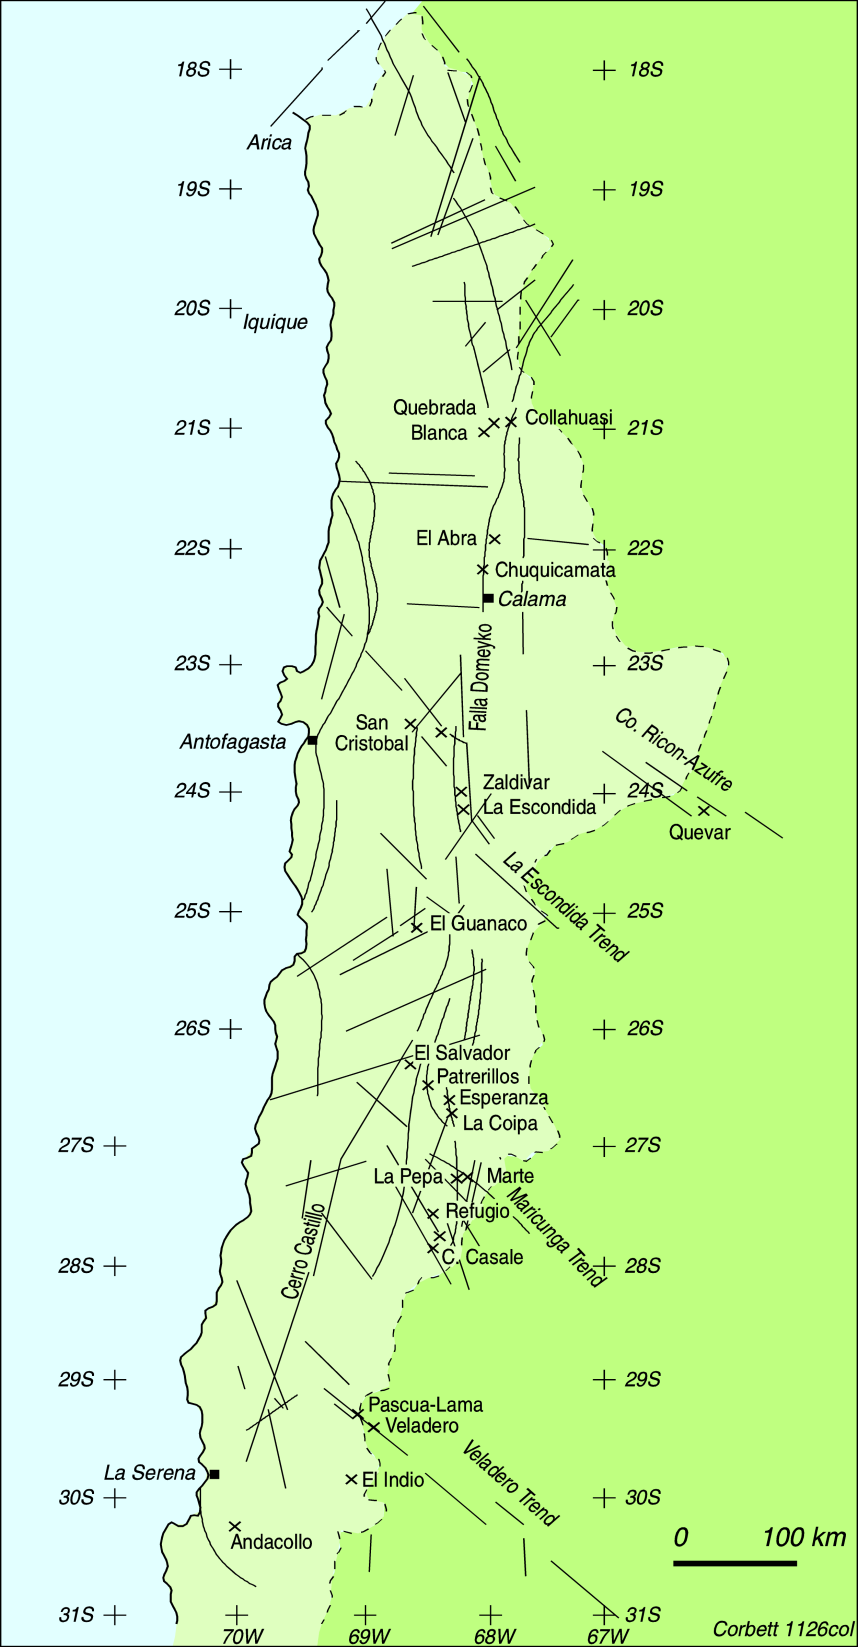 18S 18S
Arica
19S 19S
20S 20S
Iquique
Quebrada
Blanca
Collahuasi
21S 21S
El Abra
22S 22S
Chuquicamata
Calama
Falla Domeyko
23S 23S
San
Cristobal
Antofagasta
Co. Ricon-Azufre
Zaldivar
24S 24S
La Escondida
Quevar
La Escondida Trend
25S 25S
El Guanaco
26S 26S
El Salvador
Patrerillos
Esperanza
La Coipa
27S 27S
La Pepa Marte
Refugio
Maricunga Trend
Cerro Castillo
C. Casale
28S 28S
29S 29S
Pascua-Lama
Veladero
Veladero Trend
La Serena
El Indio
30S 30S
Andacollo
0 100 km
31S 31S
70W 69W 68W 67W
Corbett 1126col